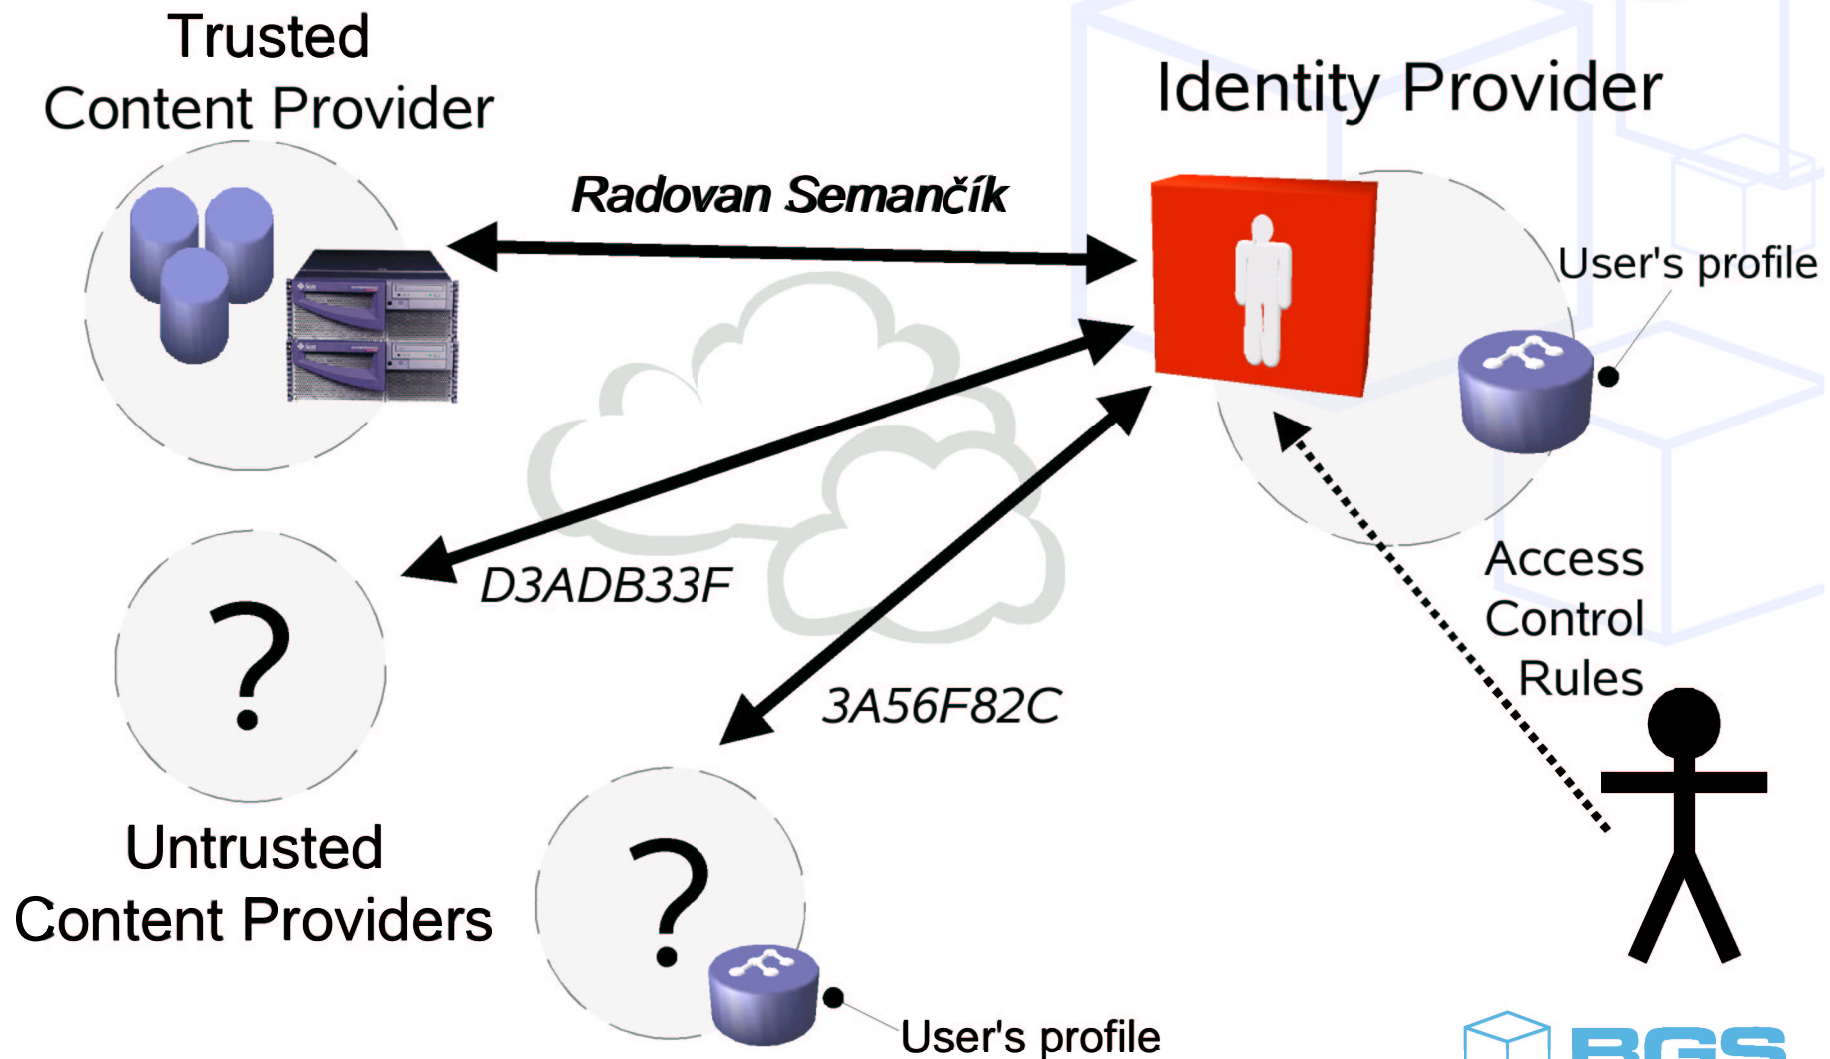 Trusted
Content Provider
Identity Provider
Radovan Semančík
User's profile
D3ADB33F
3A56F82C
Access
Control
Rules
Untrusted
Content Providers
User's profile
BGS